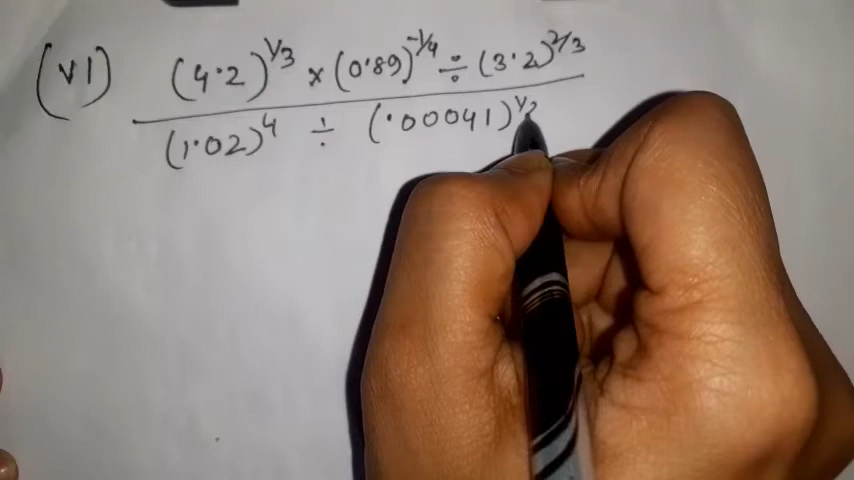 (VI) (4.2)^1/3 × (0.89)^-1/4 ÷ (3.2)^2/3
(1.02)^4 ÷ (.00041)^1/2